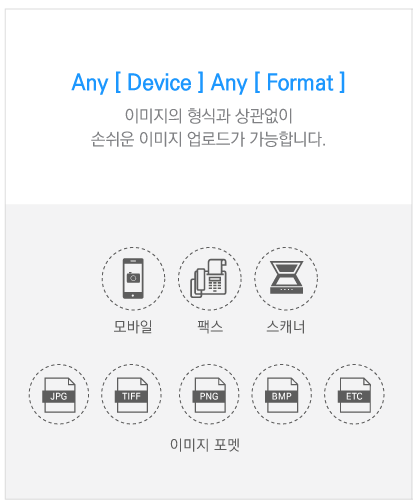 Any [ Device ] Any [ Format ]
이미지의 형식과 상관없이
손쉬운 이미지 업로드가 가능합니다.
모바일 팩스 스캐너
JPG TIFF PNG BMP ETC
이미지 포멧